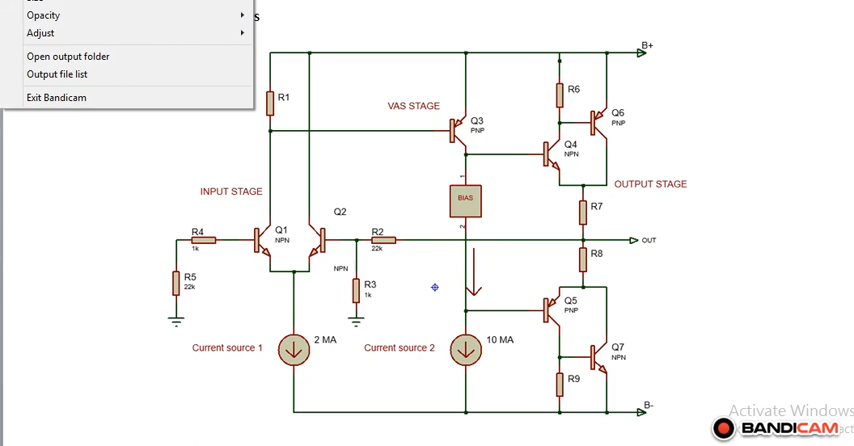 Opacity
S
Adjust
Open output folder
Output file list
Exit Bandicam
B+
R1
R6
Q6
PNP
VAS STAGE
Q3
PNP
Q4
NPN
1
INPUT STAGE
BIAS
OUTPUT STAGE
2
R7
Q1
NPN
Q2
NPN
R4
1k
R2
22k
OUT
R8
R5
22k
R3
1k
Q5
PNP
Current source 1
2 MA
Current source 2
10 MA
Q7
NPN
R9
B-
Activate Windows
BANDICAM